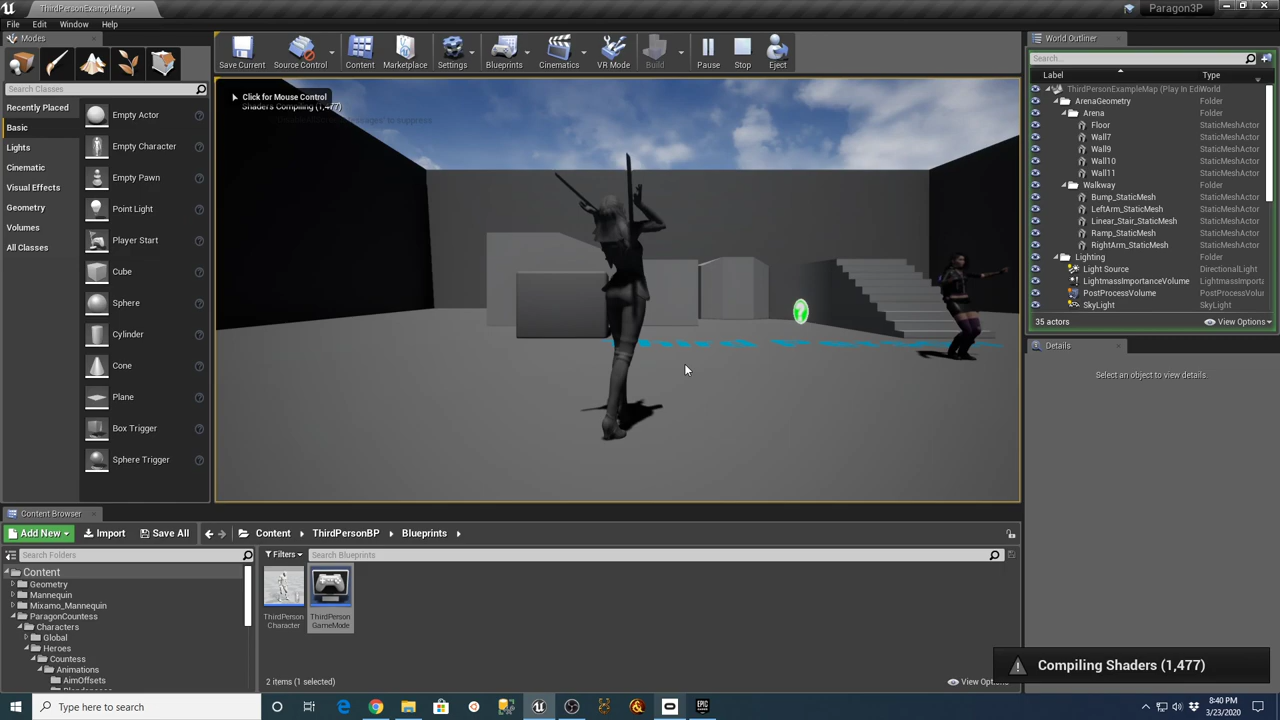 ThirdPersonExampleMap*
Paragon3P
File Edit Window Help
Modes
Search Classes
Recently Placed
Basic
Lights
Cinematic
Visual Effects
Geometry
Volumes
All Classes
Empty Actor
Empty Character
Empty Pawn
Point Light
Player Start
Cube
Sphere
Cylinder
Cone
Plane
Box Trigger
Sphere Trigger
Save Current
Source Control
Content
Marketplace
Settings
Blueprints
Cinematics
VR Mode
Build
Pause
Stop
Eject
Click for Mouse Control
Shaders Compiling (1,477)
to suppress
World Outliner
Search...
Label Type
ThirdPersonExampleMap (Play In Edi World
ArenaGeometry Folder
Arena Folder
Floor StaticMeshActor
Wall7 StaticMeshActor
Wall9 StaticMeshActor
Wall10 StaticMeshActor
Wall11 StaticMeshActor
Walkway Folder
Bump_StaticMesh StaticMeshActor
LeftArm_StaticMesh StaticMeshActor
Linear_Stair_StaticMesh StaticMeshActor
Ramp_StaticMesh StaticMeshActor
RightArm_StaticMesh StaticMeshActor
Lighting Folder
Light Source DirectionalLight
LightmassImportanceVolume LightmassImporta
PostProcessVolume PostProcessVolu
SkyLight SkyLight
35 actors View Options
Details
Select an object to view details.
Content Browser
Add New Import Save All Content ThirdPersonBP Blueprints
Search Folders
Filters Search Blueprints
Content
Geometry
Mannequin
Mixamo_Mannequin
ParagonCountess
Characters
Global
Heroes
Countess
Animations
AimOffsets
ThirdPerson
Character
ThirdPerson
GameMode
2 items (1 selected)
View Options
Compiling Shaders (1,477)
Type here to search
8:40 PM
3/23/2020